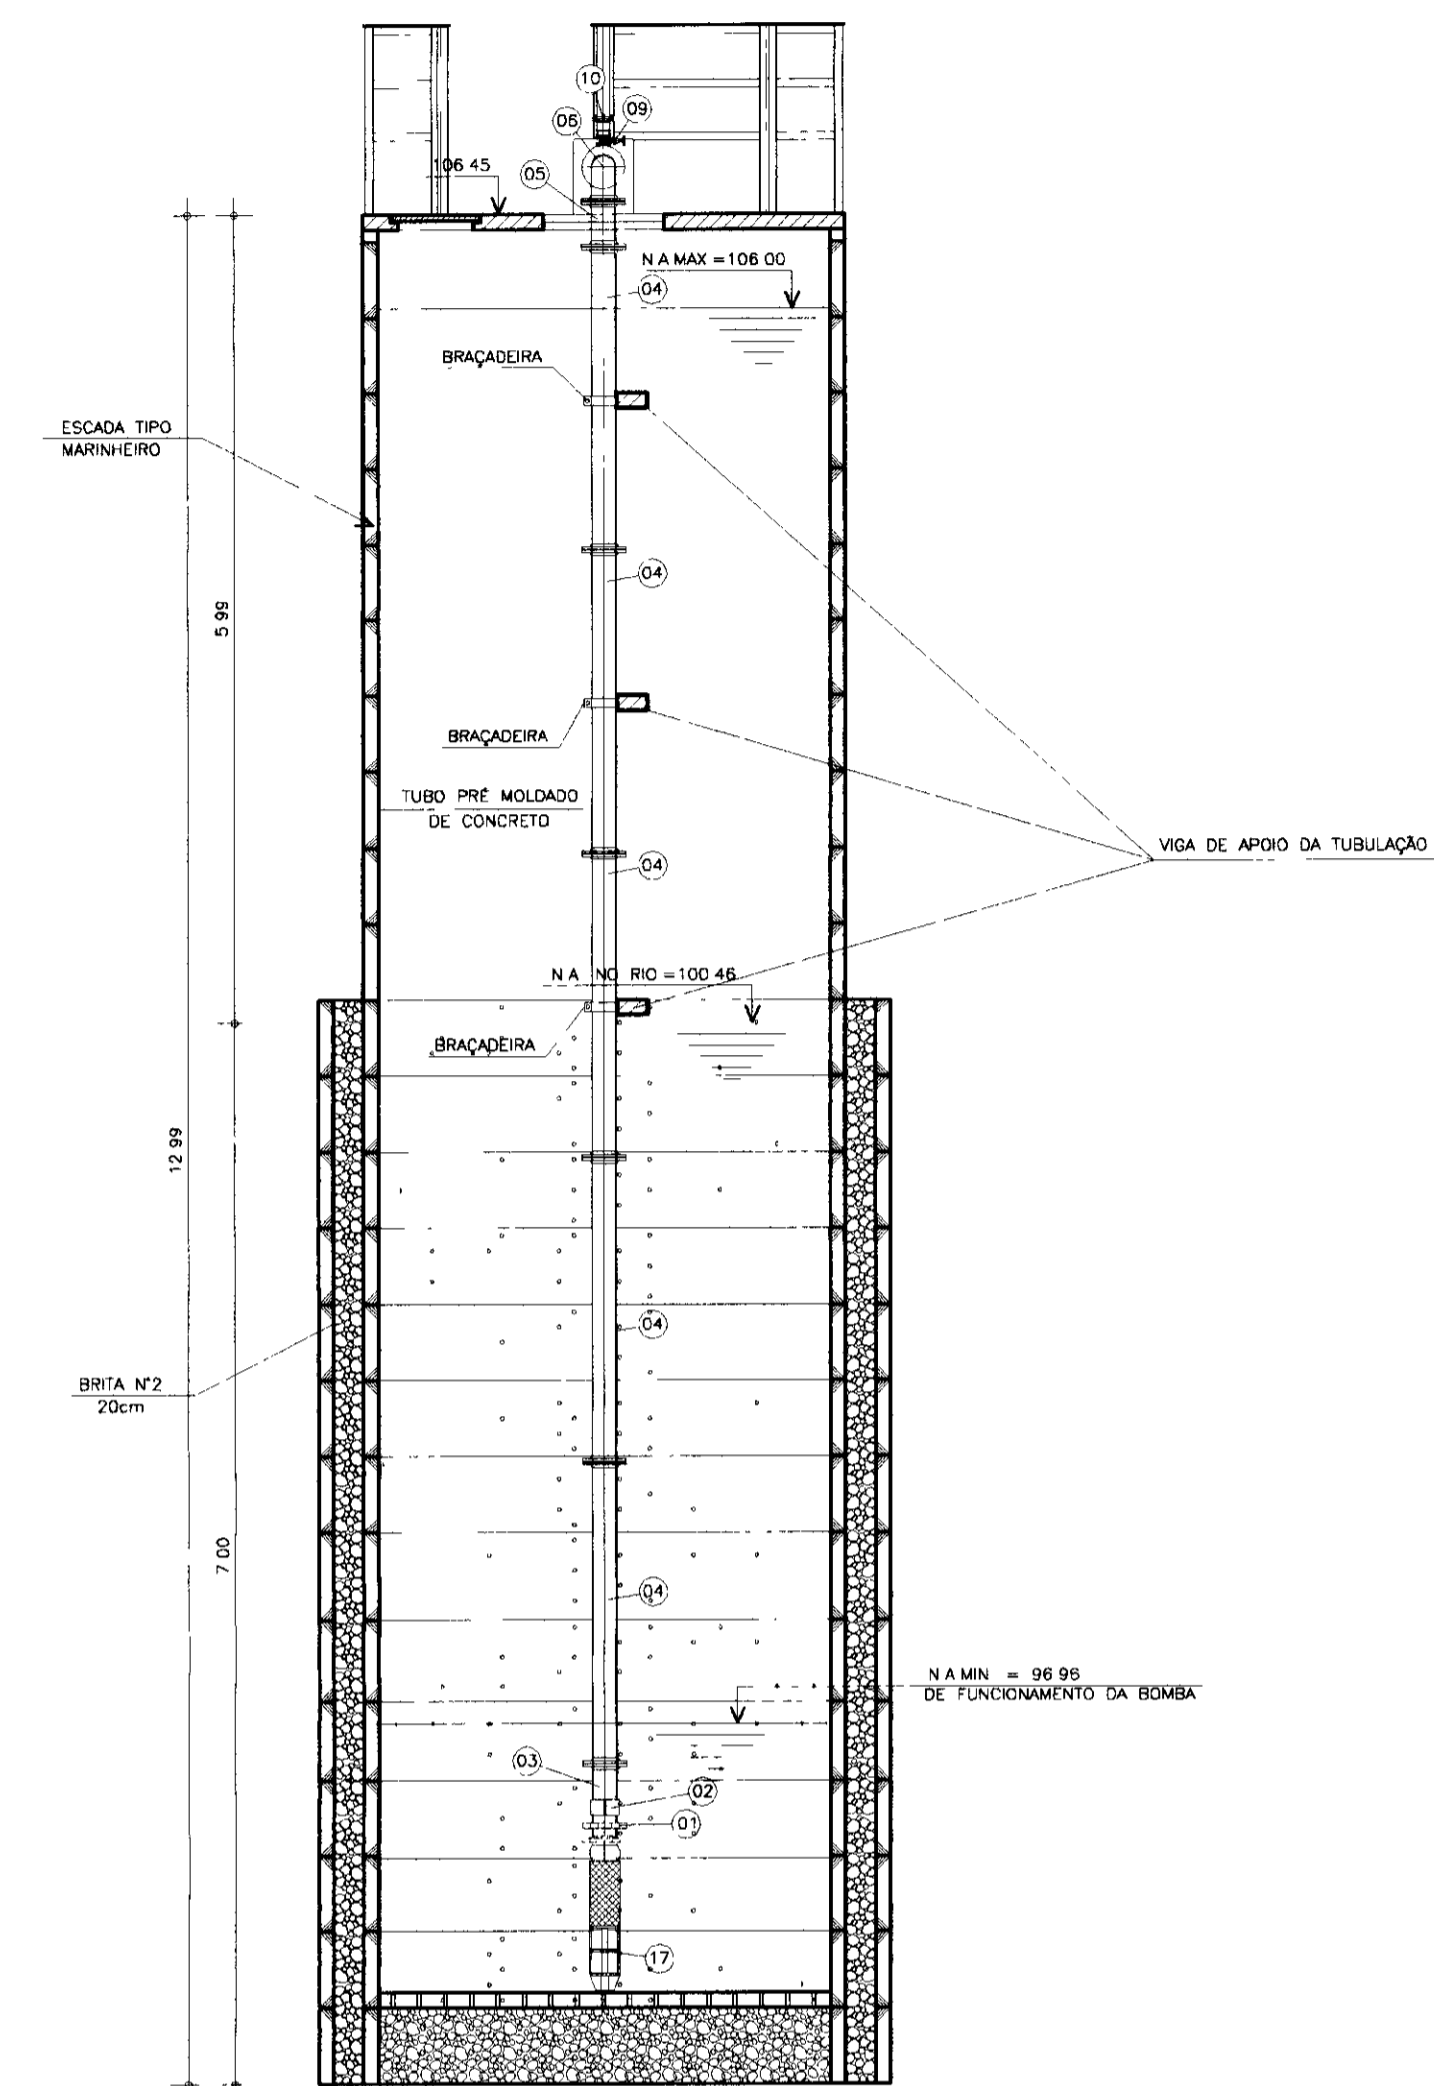 10
09
06
05
106 45
N A MAX = 106 00
04
BRAÇADEIRA
ESCADA TIPO
MARINHEIRO
04
5 99
BRAÇADEIRA
TUBO PRÉ MOLDADO
DE CONCRETO
VIGA DE APOIO DA TUBULAÇÃO
04
N A NO RIO = 100 46
BRAÇADEIRA
12 99
04
BRITA N°2
20cm
7 00
04
N A MIN = 96 96
DE FUNCIONAMENTO DA BOMBA
03
02
01
17